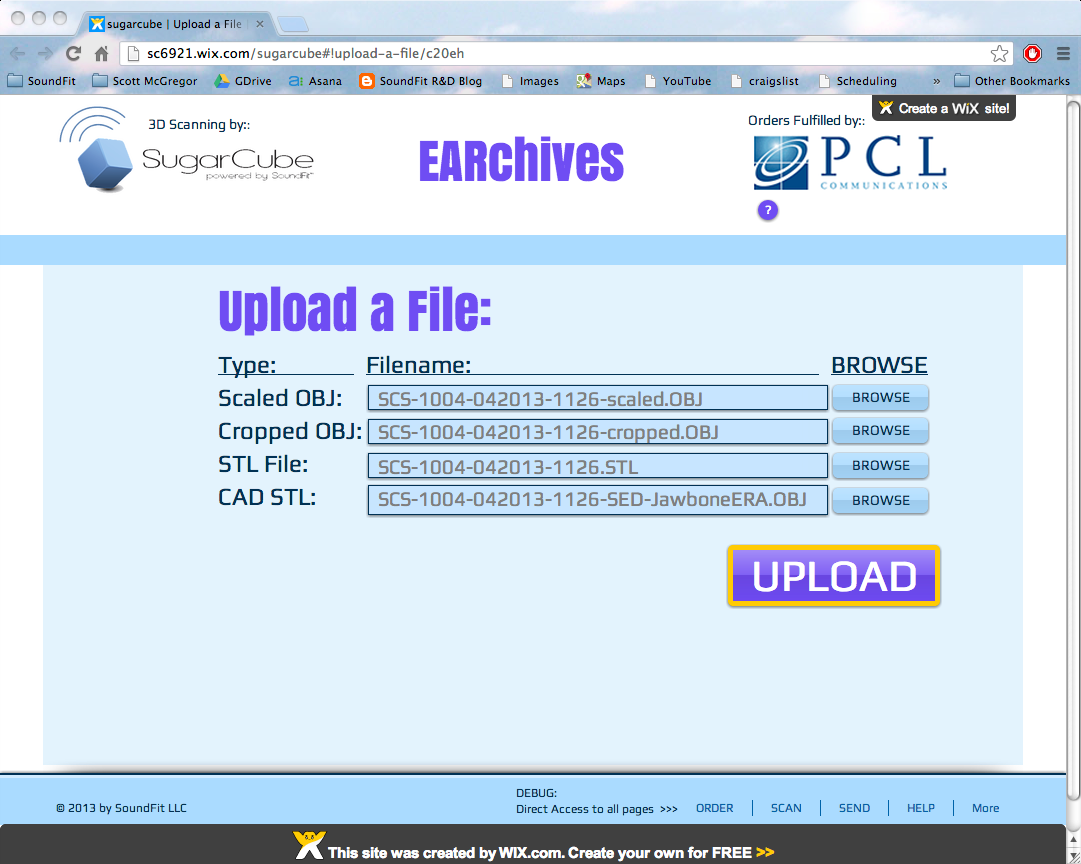 sugarcube | Upload a File
sc6921.wix.com/sugarcube#!upload-a-file/c20eh
SoundFit Scott McGregor GDrive Asana SoundFit R&D Blog Images Maps YouTube craigslist Scheduling » Other Bookmarks
Create a WiX site!
3D Scanning by::
SugarCube
powered by SoundFit
EARchives
Orders Fulfilled by::
PCL
COMMUNICATIONS
?
Upload a File:
Type: Filename: BROWSE
Scaled OBJ: SCS-1004-042013-1126-scaled.OBJ BROWSE
Cropped OBJ: SCS-1004-042013-1126-cropped.OBJ BROWSE
STL File: SCS-1004-042013-1126.STL BROWSE
CAD STL: SCS-1004-042013-1126-SED-JawboneERA.OBJ BROWSE
UPLOAD
© 2013 by SoundFit LLC
DEBUG:
Direct Access to all pages >>> ORDER | SCAN | SEND | HELP | More
This site was created by WIX.com. Create your own for FREE >>